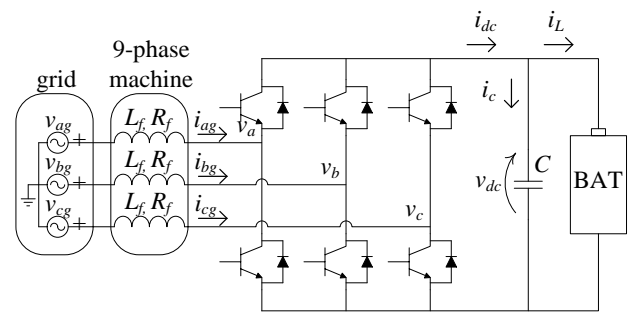 i_dc i_L
9-phase
machine
grid
i_c
v_ag + L_f, R_f i_ag v_a
v_bg + L_f, R_f i_bg v_b
v_cg + L_f, R_f i_cg v_c
v_dc C BAT